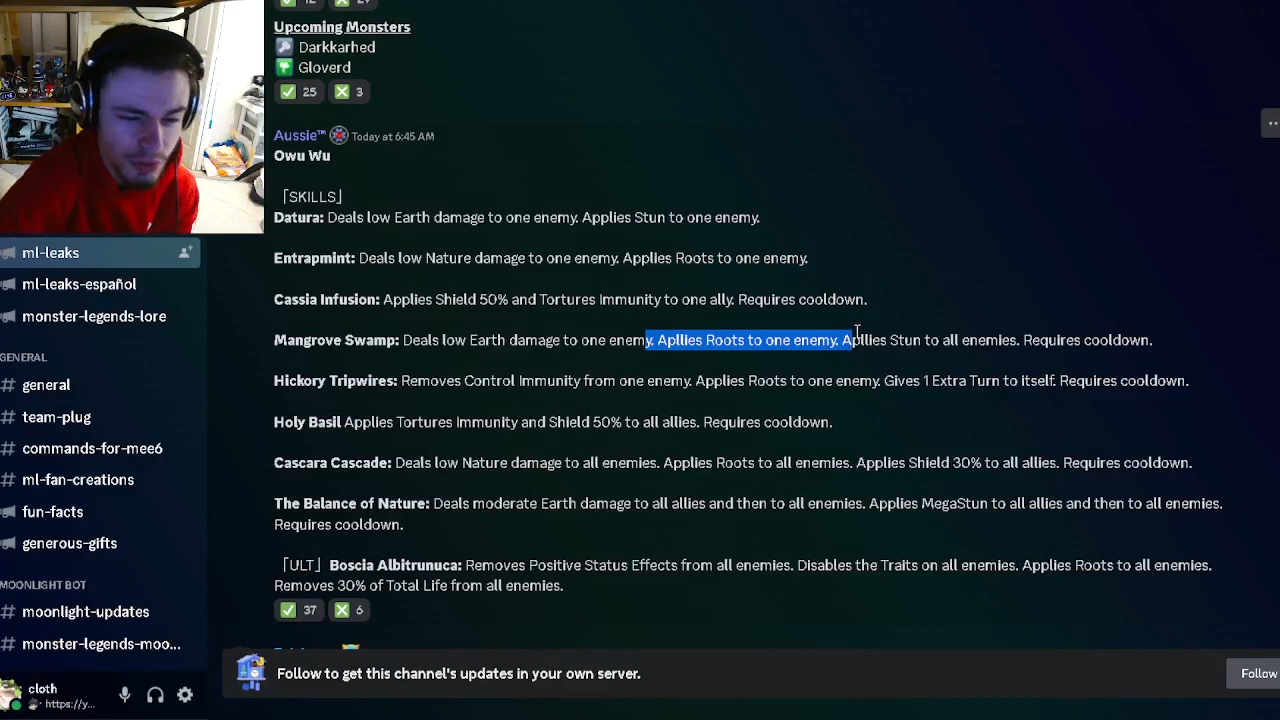 Upcoming Monsters
Darkkarhed
Gloverd
25 3
Aussie™ Today at 6:45 AM
Owu Wu
「SKILLS」
Datura: Deals low Earth damage to one enemy. Applies Stun to one enemy.
Entrapmint: Deals low Nature damage to one enemy. Applies Roots to one enemy.
Cassia Infusion: Applies Shield 50% and Tortures Immunity to one ally. Requires cooldown.
Mangrove Swamp: Deals low Earth damage to one enemy. Apllies Roots to one enemy. Apllies Stun to all enemies. Requires cooldown.
Hickory Tripwires: Removes Control Immunity from one enemy. Applies Roots to one enemy. Gives 1 Extra Turn to itself. Requires cooldown.
Holy Basil Applies Tortures Immunity and Shield 50% to all allies. Requires cooldown.
Cascara Cascade: Deals low Nature damage to all enemies. Applies Roots to all enemies. Applies Shield 30% to all allies. Requires cooldown.
The Balance of Nature: Deals moderate Earth damage to all allies and then to all enemies. Applies MegaStun to all allies and then to all enemies.
Requires cooldown.
「ULT」 Boscia Albitrunuca: Removes Positive Status Effects from all enemies. Disables the Traits on all enemies. Applies Roots to all enemies.
Removes 30% of Total Life from all enemies.
37 6
Follow to get this channel's updates in your own server.
Follow
ml-leaks
ml-leaks-español
monster-legends-lore
GENERAL
general
team-plug
commands-for-mee6
ml-fan-creations
fun-facts
generous-gifts
MOONLIGHT BOT
moonlight-updates
monster-legends-moo...
cloth
https://y...